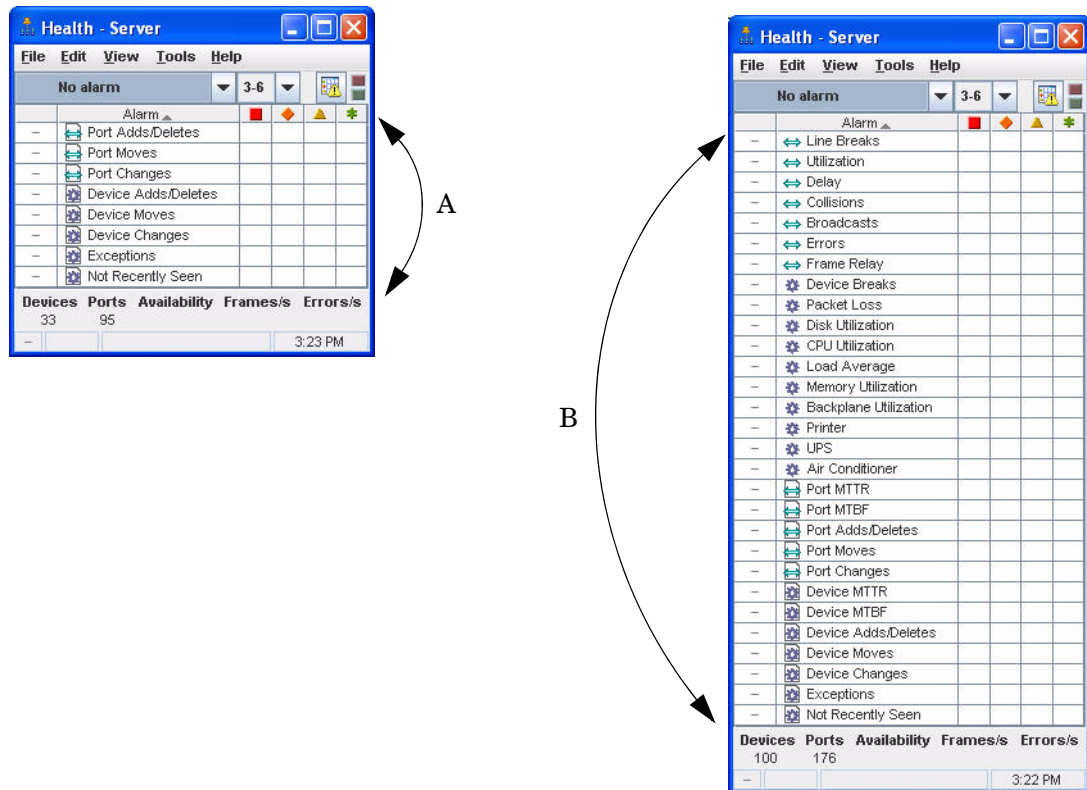 Health - Server
File Edit View Tools Help
No alarm 3-6
Alarm
– Port Adds/Deletes
– Port Moves
– Port Changes
– Device Adds/Deletes
– Device Moves
– Device Changes
– Exceptions
– Not Recently Seen
Devices Ports Availability Frames/s Errors/s
33 95
– 3:23 PM
A
B
Health - Server
File Edit View Tools Help
No alarm 3-6
Alarm
– Line Breaks
– Utilization
– Delay
– Collisions
– Broadcasts
– Errors
– Frame Relay
– Device Breaks
– Packet Loss
– Disk Utilization
– CPU Utilization
– Load Average
– Memory Utilization
– Backplane Utilization
– Printer
– UPS
– Air Conditioner
– Port MTTR
– Port MTBF
– Port Adds/Deletes
– Port Moves
– Port Changes
– Device MTTR
– Device MTBF
– Device Adds/Deletes
– Device Moves
– Device Changes
– Exceptions
– Not Recently Seen
Devices Ports Availability Frames/s Errors/s
100 176
– 3:22 PM